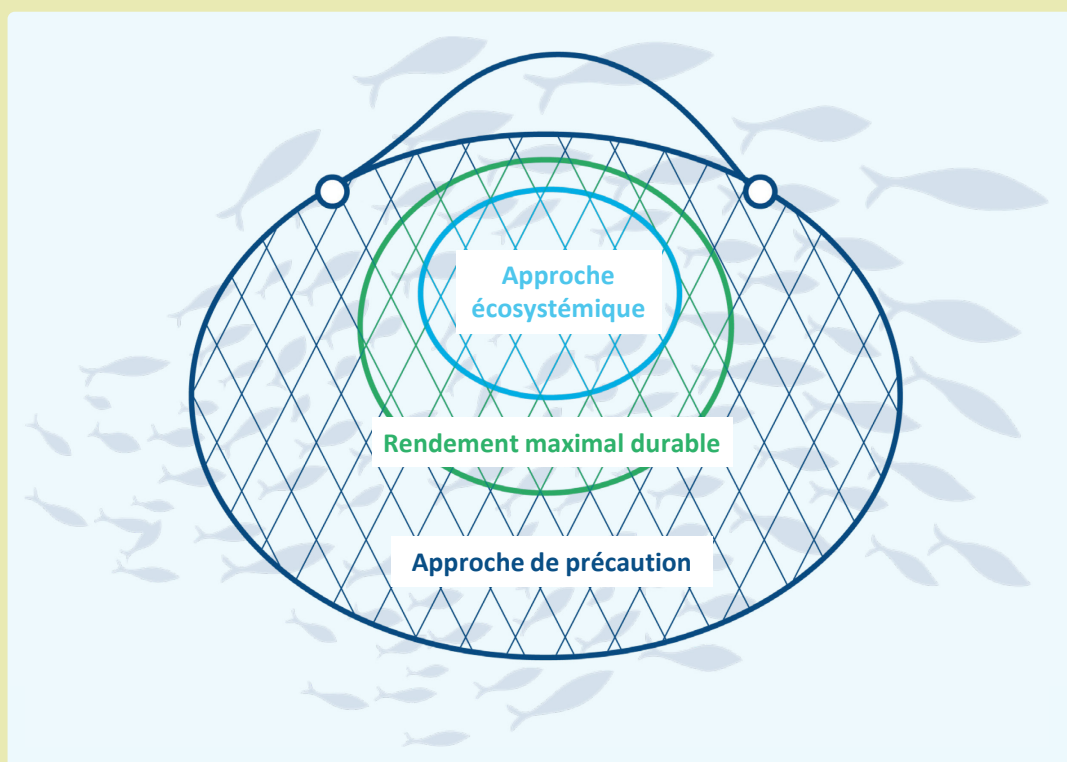 Approche
écosystémique
Rendement maximal durable
Approche de précaution